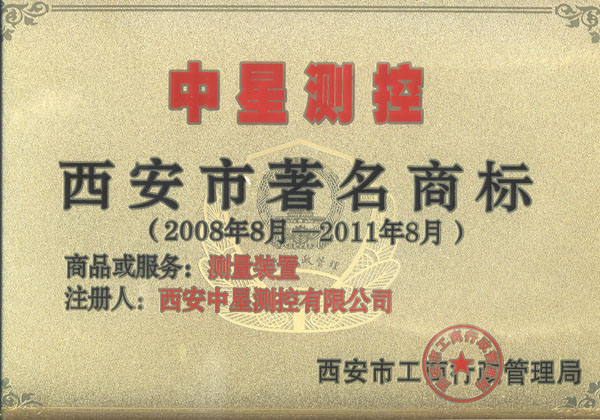 中星测控
西安市著名商标
（2008年8月—2011年8月）
商品或服务：测量装置
注册人：西安中星测控有限公司
西安市工商行政管理局